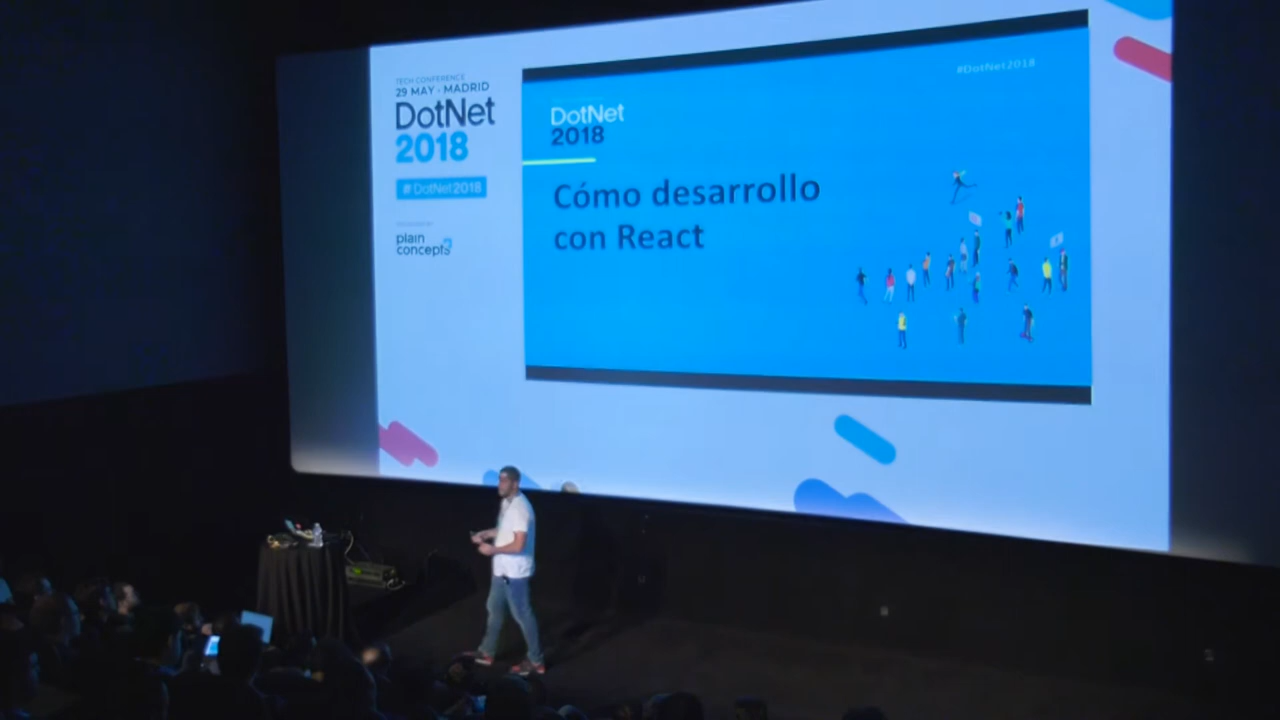 TECH CONFERENCE
29 MAY - MADRID
DotNet
2018
#DotNet2018
plain
concepts
#DotNet2018
DotNet
2018
Cómo desarrollo
con React